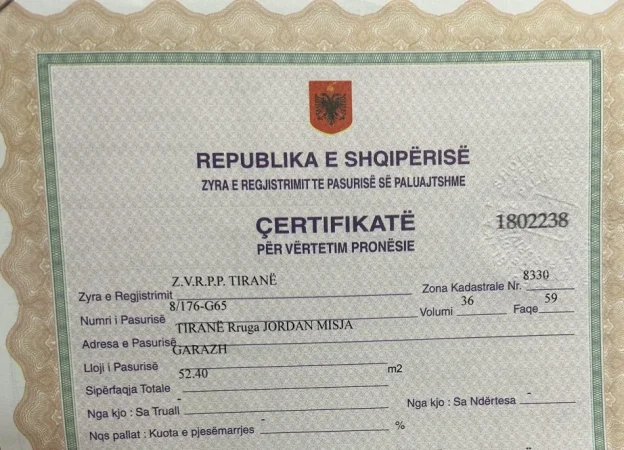 REPUBLIKA E SHQIPËRISË
ZYRA E REGJISTRIMIT TE PASURISË SË PALUAJTSHME
ÇERTIFIKATË 1802238
PËR VËRTETIM PRONËSIE
Zyra e Regjistrimit Z.V.R.P.P. TIRANË Zona Kadastrale Nr. 8330
Numri i Pasurisë 8/176-G65 Volumi 36 Faqe 59
Adresa e Pasurisë TIRANË Rruga JORDAN MISJA
Lloji i Pasurisë GARAZH
Sipërfaqja Totale 52.40 m2
Nga kjo : Sa Truall - Nga kjo : Sa Ndërtesa -
Nqs pallat : Kuota e pjesëmarrjes - %